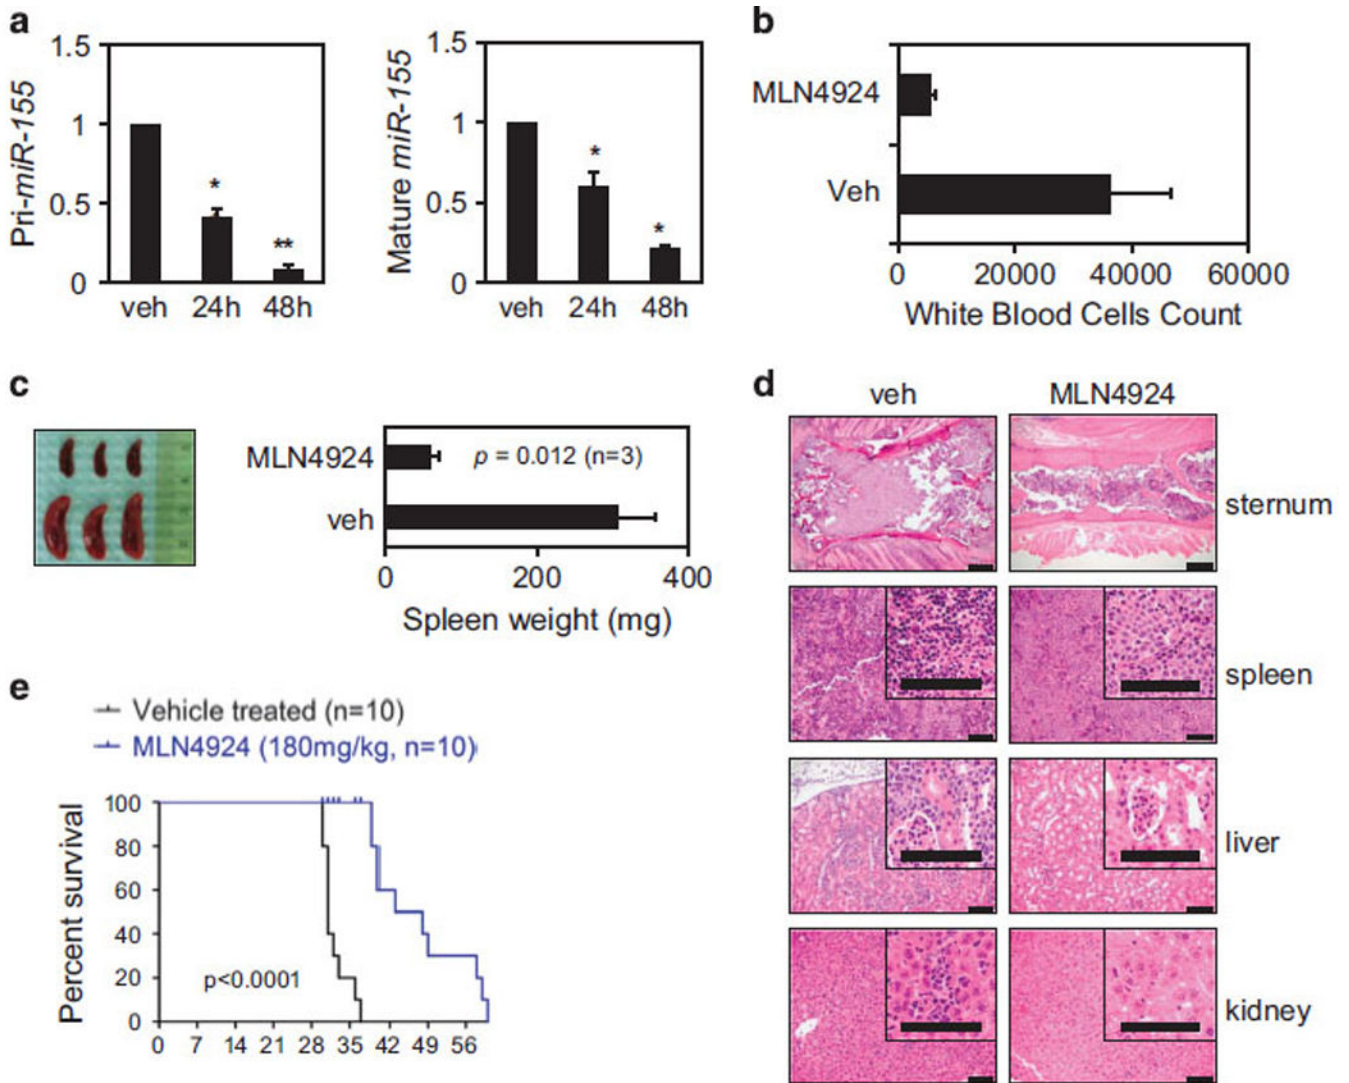 a
1.5
1
0.5
0
Pri-miR-155
*
**
veh 24h 48h
1.5
1
0.5
0
Mature miR-155
*
*
veh 24h 48h
b
MLN4924
Veh
0 20000 40000 60000
White Blood Cells Count
c
MLN4924
veh
p = 0.012 (n=3)
0 200 400
Spleen weight (mg)
d
veh MLN4924
sternum
spleen
liver
kidney
e
Vehicle treated (n=10)
MLN4924 (180mg/kg, n=10)
100
80
60
40
20
0
Percent survival
p<0.0001
0 7 14 21 28 35 42 49 56